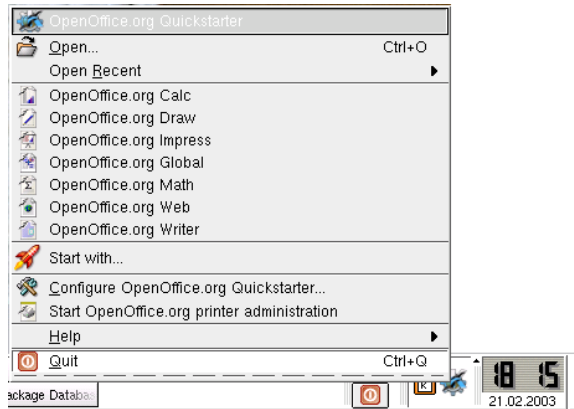 OpenOffice.org Quickstarter
Open... Ctrl+O
Open Recent
OpenOffice.org Calc
OpenOffice.org Draw
OpenOffice.org Impress
OpenOffice.org Global
OpenOffice.org Math
OpenOffice.org Web
OpenOffice.org Writer
Start with...
Configure OpenOffice.org Quickstarter...
Start OpenOffice.org printer administration
Help
Quit Ctrl+Q
K
18 15
ackage Databas
21.02.2003